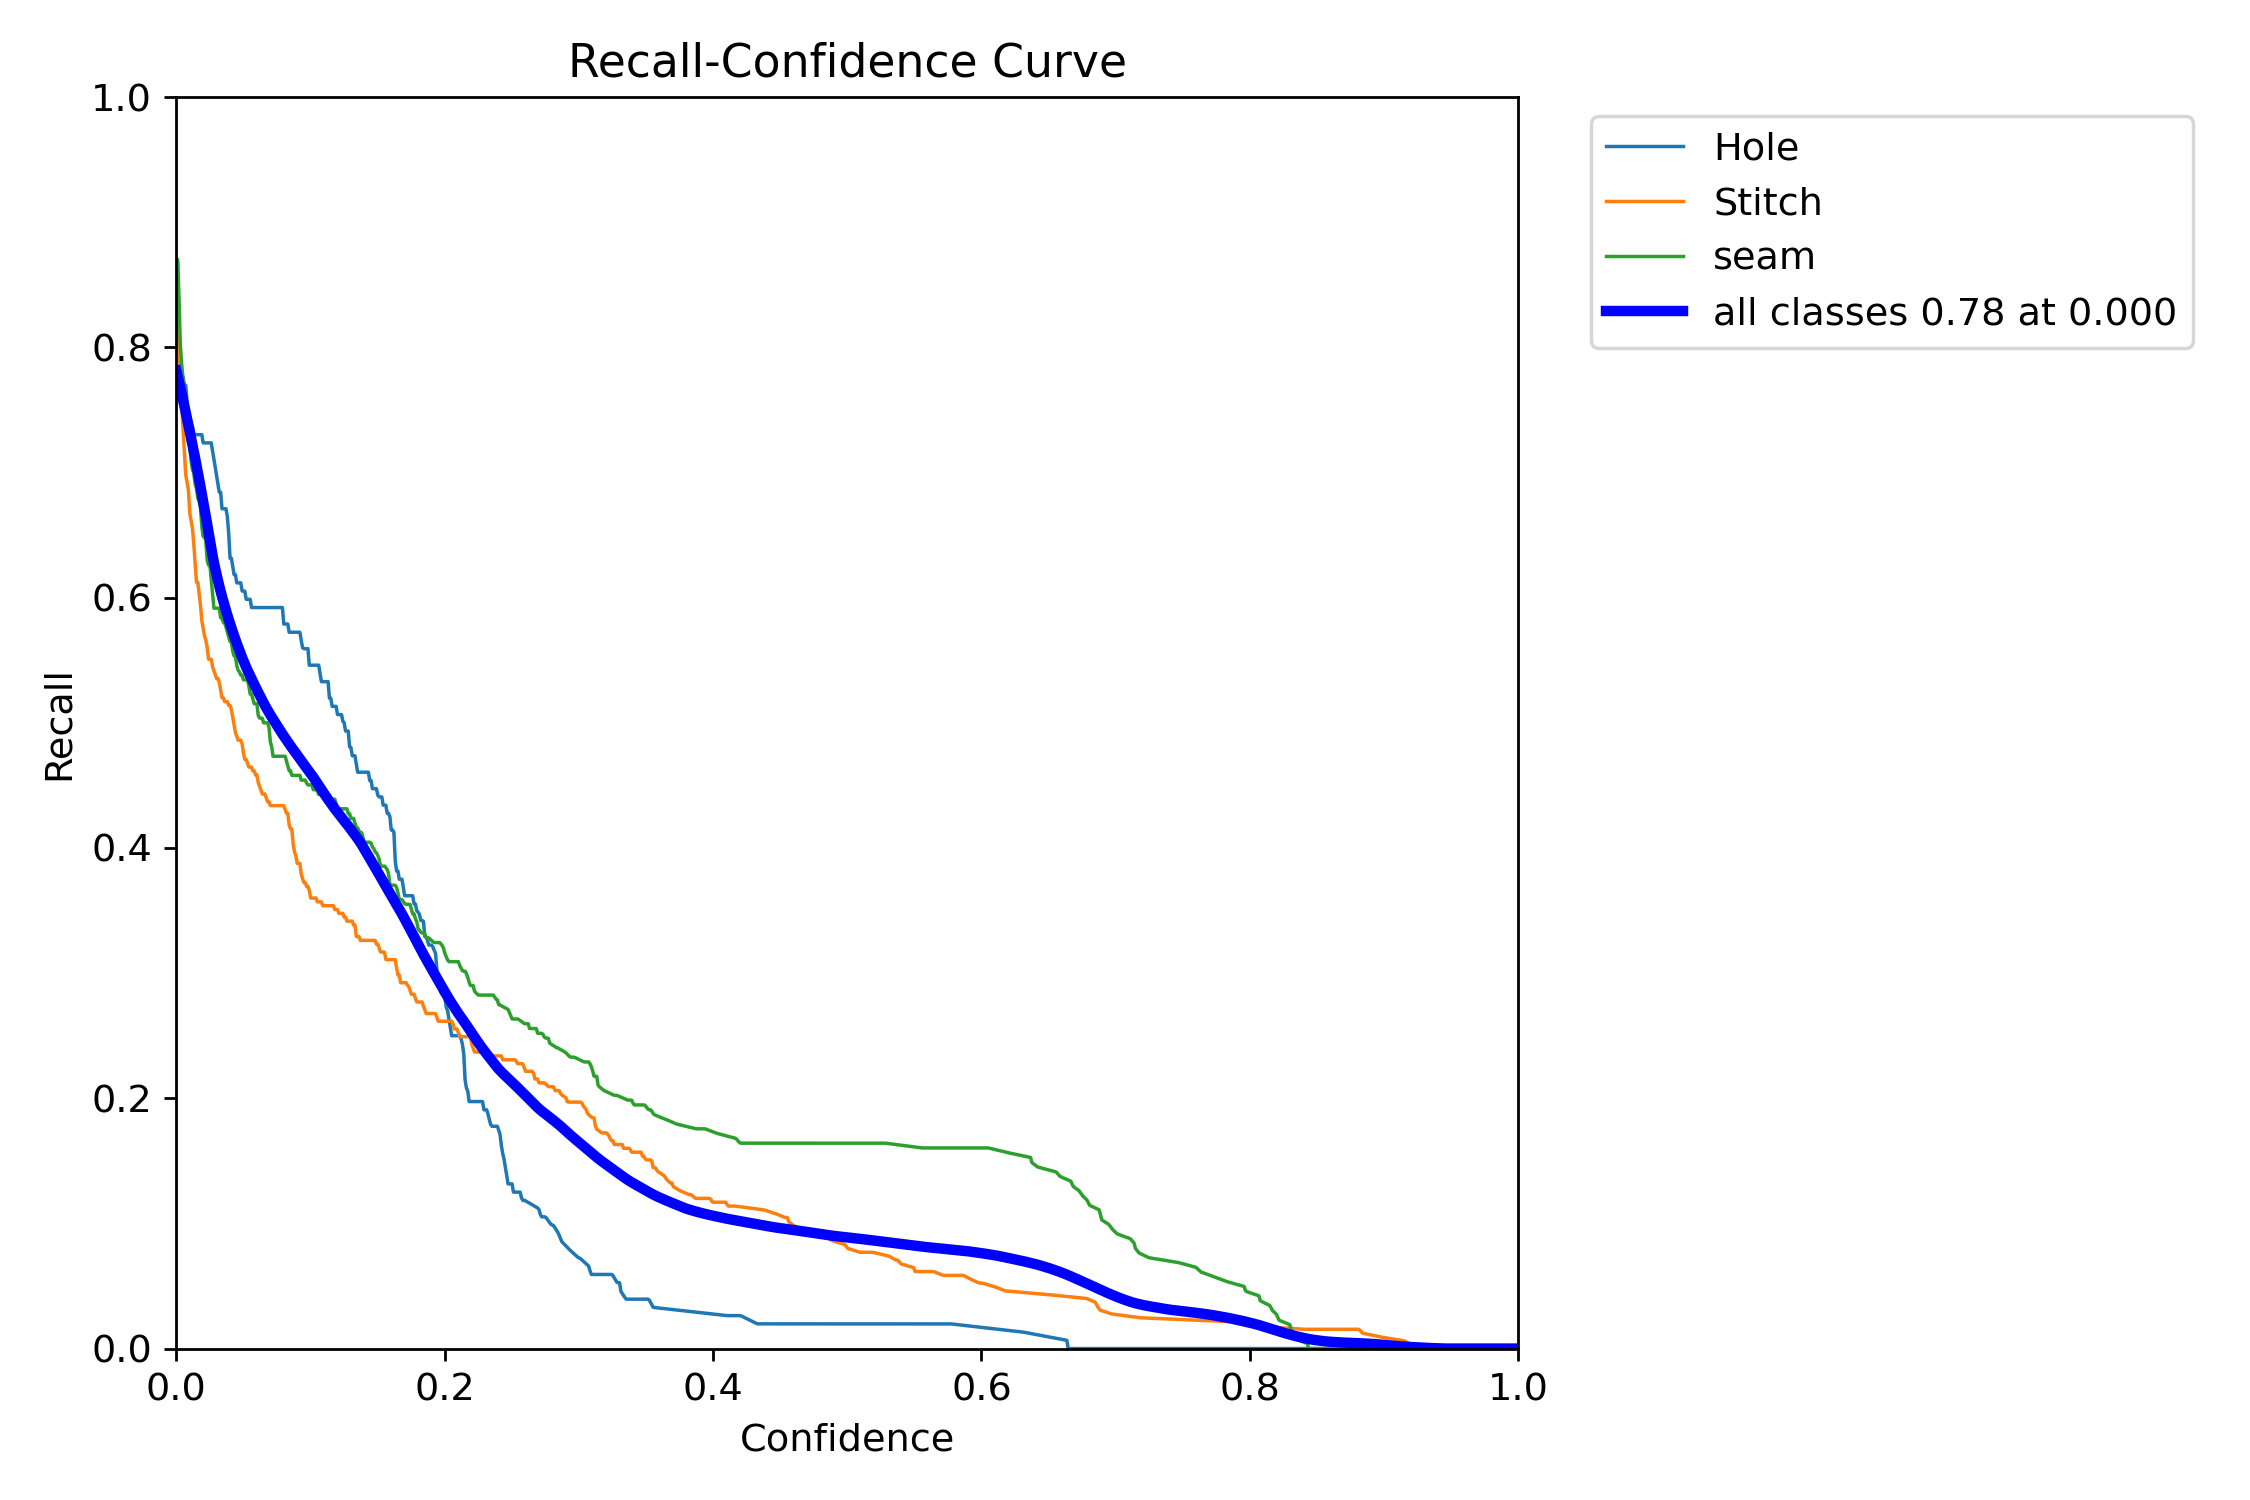 Recall-Confidence Curve
1.0
0.8
0.6
0.4
0.2
0.0
Recall
0.0 0.2 0.4 0.6 0.8 1.0
Confidence
Hole
Stitch
seam
all classes 0.78 at 0.000